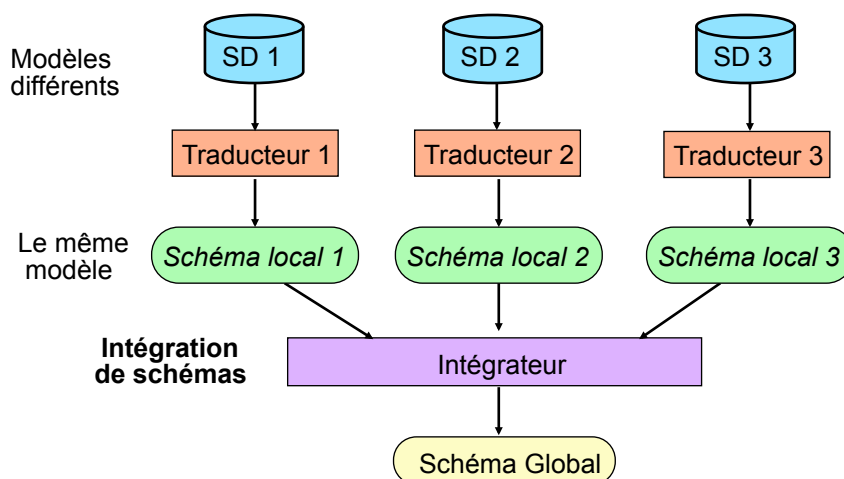 SD 1
SD 2
SD 3
Modèles
différents
Traducteur 1
Traducteur 2
Traducteur 3
Le même
modèle
Schéma local 1
Schéma local 2
Schéma local 3
Intégration
de schémas
Intégrateur
Schéma Global